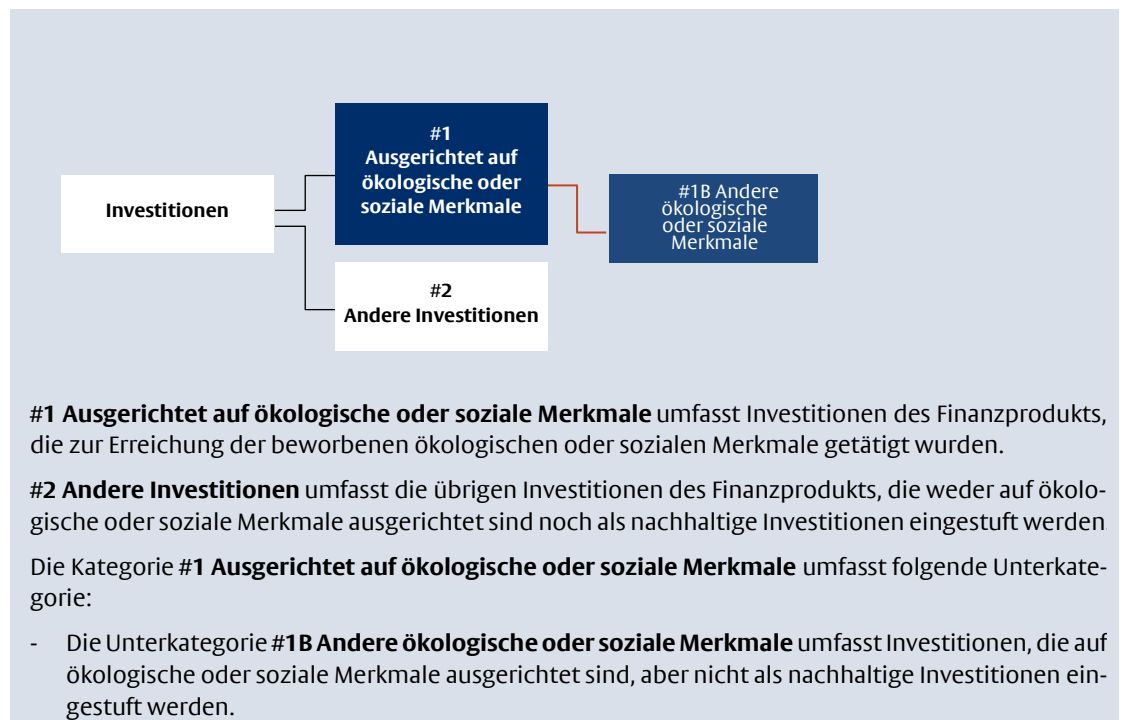 #1
Ausgerichtet auf
ökologische oder
soziale Merkmale
Investitionen
#1B Andere
ökologische
oder soziale
Merkmale
#2
Andere Investitionen
#1 Ausgerichtet auf ökologische oder soziale Merkmale umfasst Investitionen des Finanzprodukts,
die zur Erreichung der beworbenen ökologischen oder sozialen Merkmale getätigt wurden.
#2 Andere Investitionen umfasst die übrigen Investitionen des Finanzprodukts, die weder auf ökolo-
gische oder soziale Merkmale ausgerichtet sind noch als nachhaltige Investitionen eingestuft werden.
Die Kategorie #1 Ausgerichtet auf ökologische oder soziale Merkmale umfasst folgende Unterkate-
gorie:
- Die Unterkategorie #1B Andere ökologische oder soziale Merkmale umfasst Investitionen, die auf
ökologische oder soziale Merkmale ausgerichtet sind, aber nicht als nachhaltige Investitionen ein-
gestuft werden.